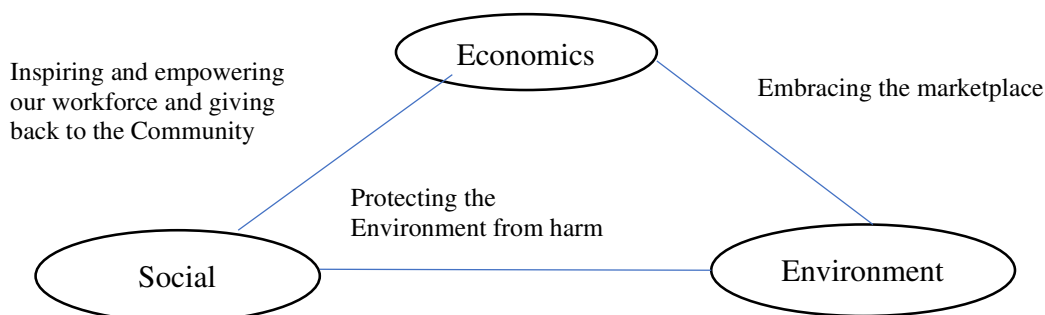 Economics
Inspiring and empowering
our workforce and giving
back to the Community
Embracing the marketplace
Protecting the
Environment from harm
Social
Environment